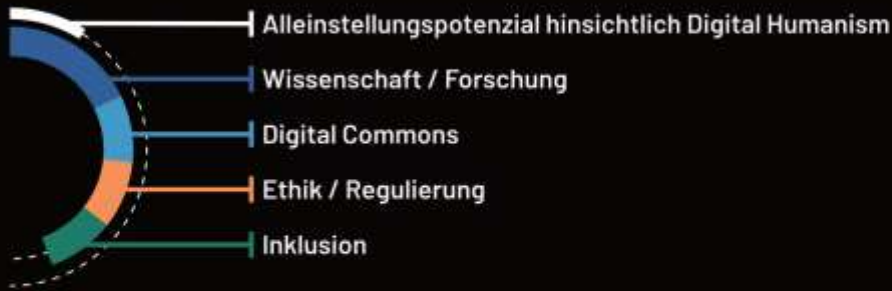 Alleinstellungspotenzial hinsichtlich Digital Humanism
Wissenschaft / Forschung
Digital Commons
Ethik / Regulierung
Inklusion